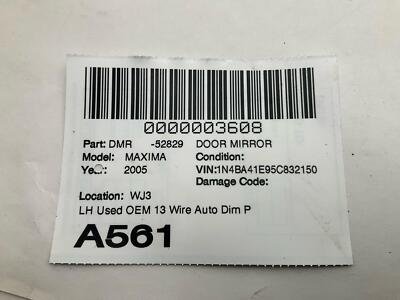 0000003608
Part: DMR -52829 DOOR MIRROR
Model: MAXIMA Condition:
Year: 2005 VIN:1N4BA41E95C832150
Damage Code:
Location: WJ3
LH Used OEM 13 Wire Auto Dim P
A561